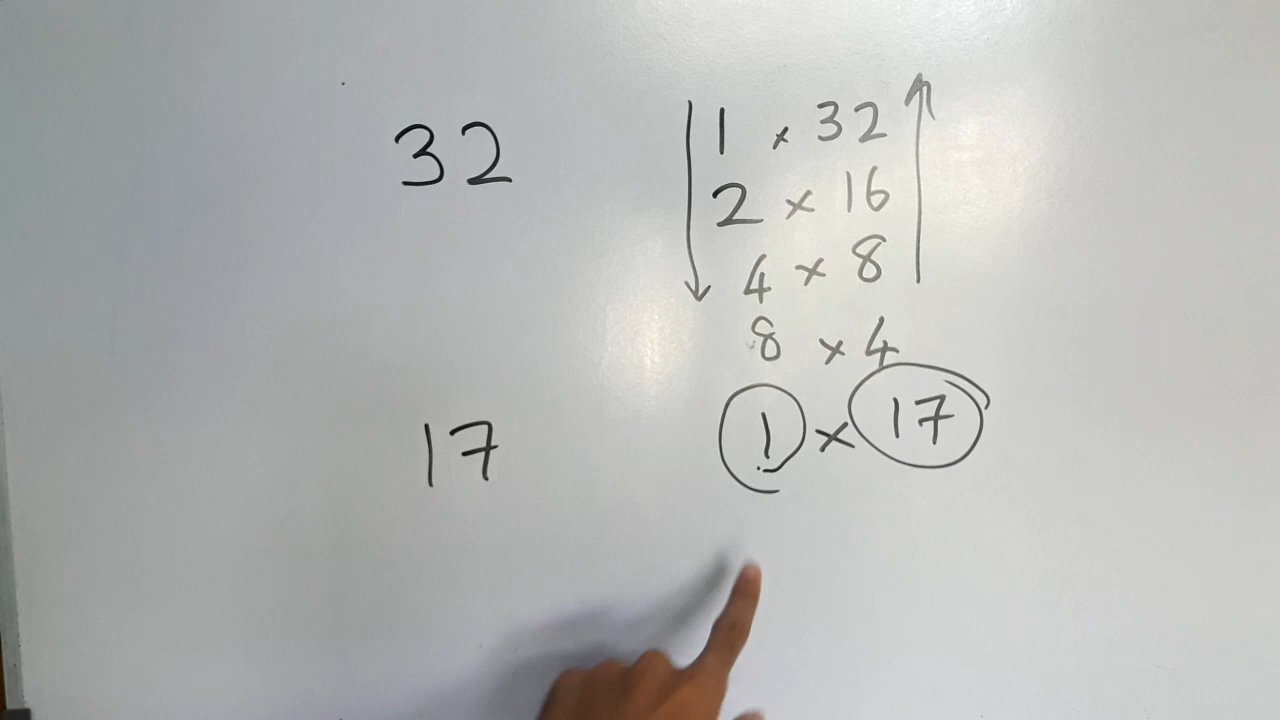 32
1 × 32
2 × 16
4 × 8
8 × 4
17
1 × 17